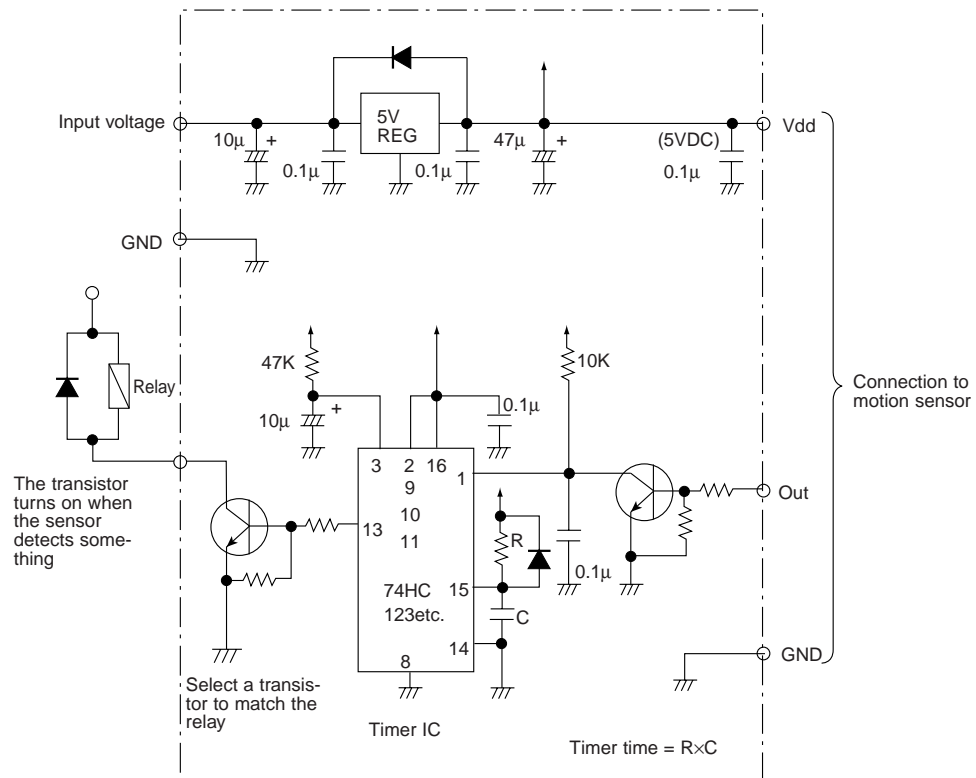 Input voltage
5V
REG
10μ
+
0.1μ
0.1μ
47μ
+
(5VDC)
0.1μ
Vdd
GND
Relay
47K
10μ
+
0.1μ
10K
Connection to
motion sensor
3
2
16
1
9
10
11
13
15
14
8
74HC
123etc.
R
C
0.1μ
Out
GND
The transistor
turns on when
the sensor
detects some-
thing
Select a transis-
tor to match the
relay
Timer IC
Timer time = R×C